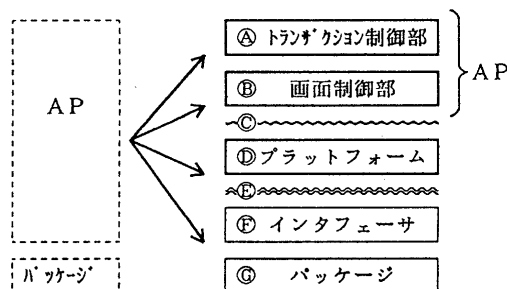 Ⓐ トランザクション制御部
Ⓑ 画面制御部
AP
AP
Ⓒ
Ⓓ プラットフォーム
Ⓔ
Ⓕ インタフェーサ
パッケージ
Ⓖ パッケージ